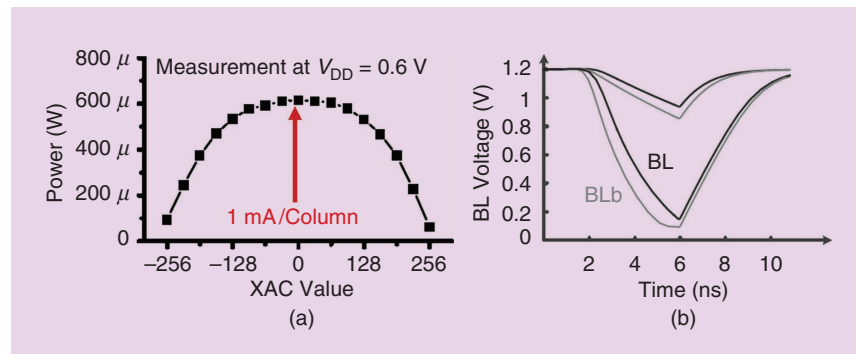 800 μ
600 μ
400 μ
200 μ
0
Power (W)
Measurement at VDD = 0.6 V
1 mA/Column
−256 −128 0 128 256
XAC Value
(a)
1.2
1
0.8
0.6
0.4
0.2
0
BL Voltage (V)
BL
BLb
2 4 6 8 10
Time (ns)
(b)